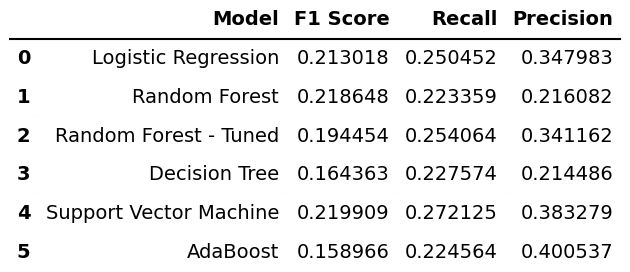 Model F1 Score Recall Precision
0 Logistic Regression 0.213018 0.250452 0.347983
1 Random Forest 0.218648 0.223359 0.216082
2 Random Forest - Tuned 0.194454 0.254064 0.341162
3 Decision Tree 0.164363 0.227574 0.214486
4 Support Vector Machine 0.219909 0.272125 0.383279
5 AdaBoost 0.158966 0.224564 0.400537